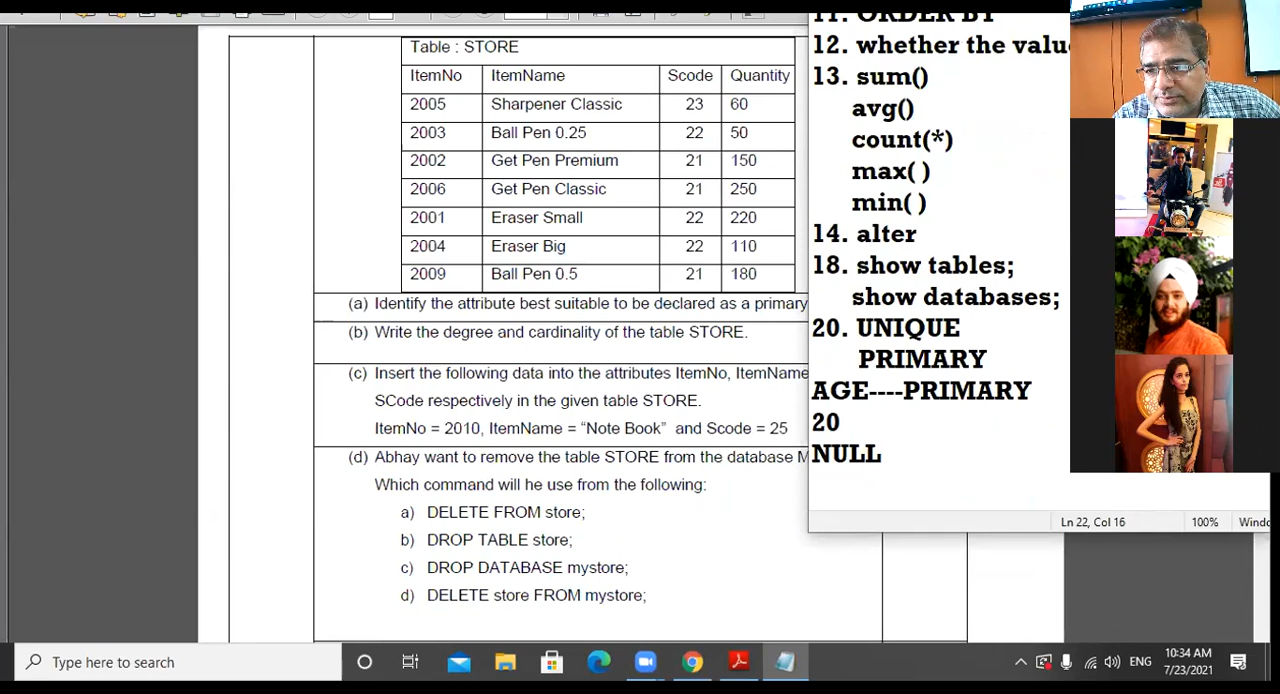 Table : STORE
ItemNo ItemName Scode Quantity
2005 Sharpener Classic 23 60
2003 Ball Pen 0.25 22 50
2002 Get Pen Premium 21 150
2006 Get Pen Classic 21 250
2001 Eraser Small 22 220
2004 Eraser Big 22 110
2009 Ball Pen 0.5 21 180
(a) Identify the attribute best suitable to be declared as a primary
(b) Write the degree and cardinality of the table STORE.
(c) Insert the following data into the attributes ItemNo, ItemName
SCode respectively in the given table STORE.
ItemNo = 2010, ItemName = “Note Book” and Scode = 25
(d) Abhay want to remove the table STORE from the database M
Which command will he use from the following:
a) DELETE FROM store;
b) DROP TABLE store;
c) DROP DATABASE mystore;
d) DELETE store FROM mystore;
11. ORDER BY
12. whether the valu
13. sum()
avg()
count(*)
max( )
min( )
14. alter
18. show tables;
show databases;
20. UNIQUE
PRIMARY
AGE----PRIMARY
20
NULL
Ln 22, Col 16 100% Windo
Type here to search
ENG
10:34 AM
7/23/2021